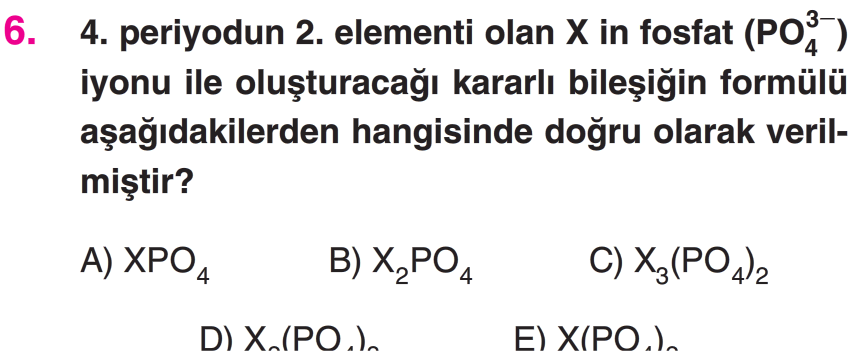 6. 4. periyodun 2. elementi olan X in fosfat (PO₄³⁻)
iyonu ile oluşturacağı kararlı bileşiğin formülü
aşağıdakilerden hangisinde doğru olarak veril-
miştir?
A) XPO₄ B) X₂PO₄ C) X₃(PO₄)₂
D) E)